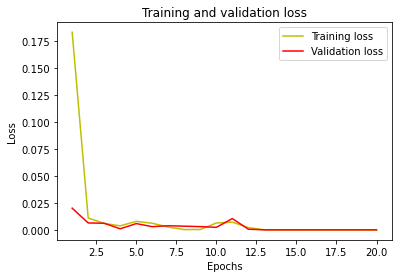 Training and validation loss
Training loss
Validation loss
0.175
0.150
0.125
0.100
0.075
0.050
0.025
0.000
Loss
2.5 5.0 7.5 10.0 12.5 15.0 17.5 20.0
Epochs